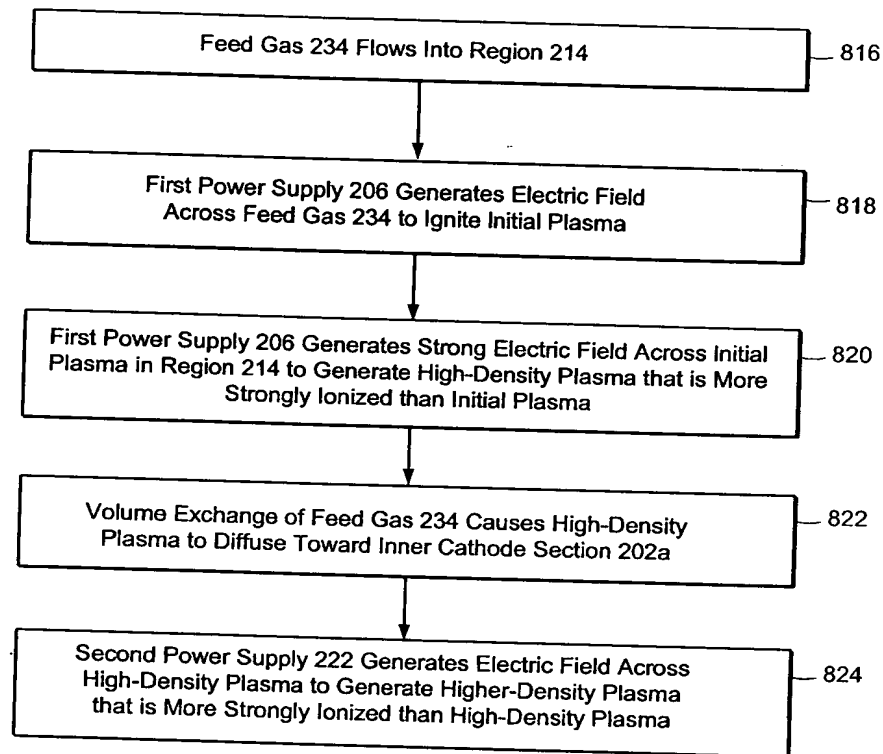 Feed Gas 234 Flows Into Region 214
816
First Power Supply 206 Generates Electric Field
Across Feed Gas 234 to Ignite Initial Plasma
818
First Power Supply 206 Generates Strong Electric Field Across Initial
Plasma in Region 214 to Generate High-Density Plasma that is More
Strongly Ionized than Initial Plasma
820
Volume Exchange of Feed Gas 234 Causes High-Density
Plasma to Diffuse Toward Inner Cathode Section 202a
822
Second Power Supply 222 Generates Electric Field Across
High-Density Plasma to Generate Higher-Density Plasma
that is More Strongly Ionized than High-Density Plasma
824